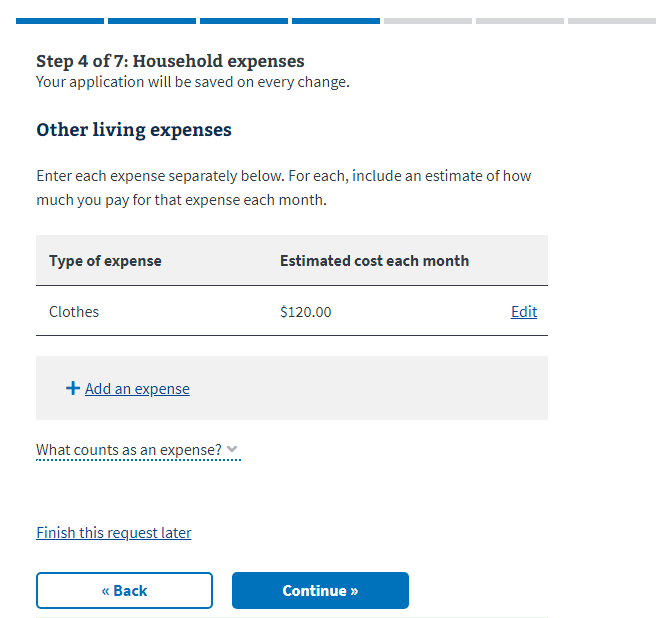 Step 4 of 7: Household expenses
Your application will be saved on every change.
Other living expenses
Enter each expense separately below. For each, include an estimate of how
much you pay for that expense each month.
Type of expense Estimated cost each month
Clothes $120.00 Edit
+ Add an expense
What counts as an expense?
Finish this request later
« Back Continue »